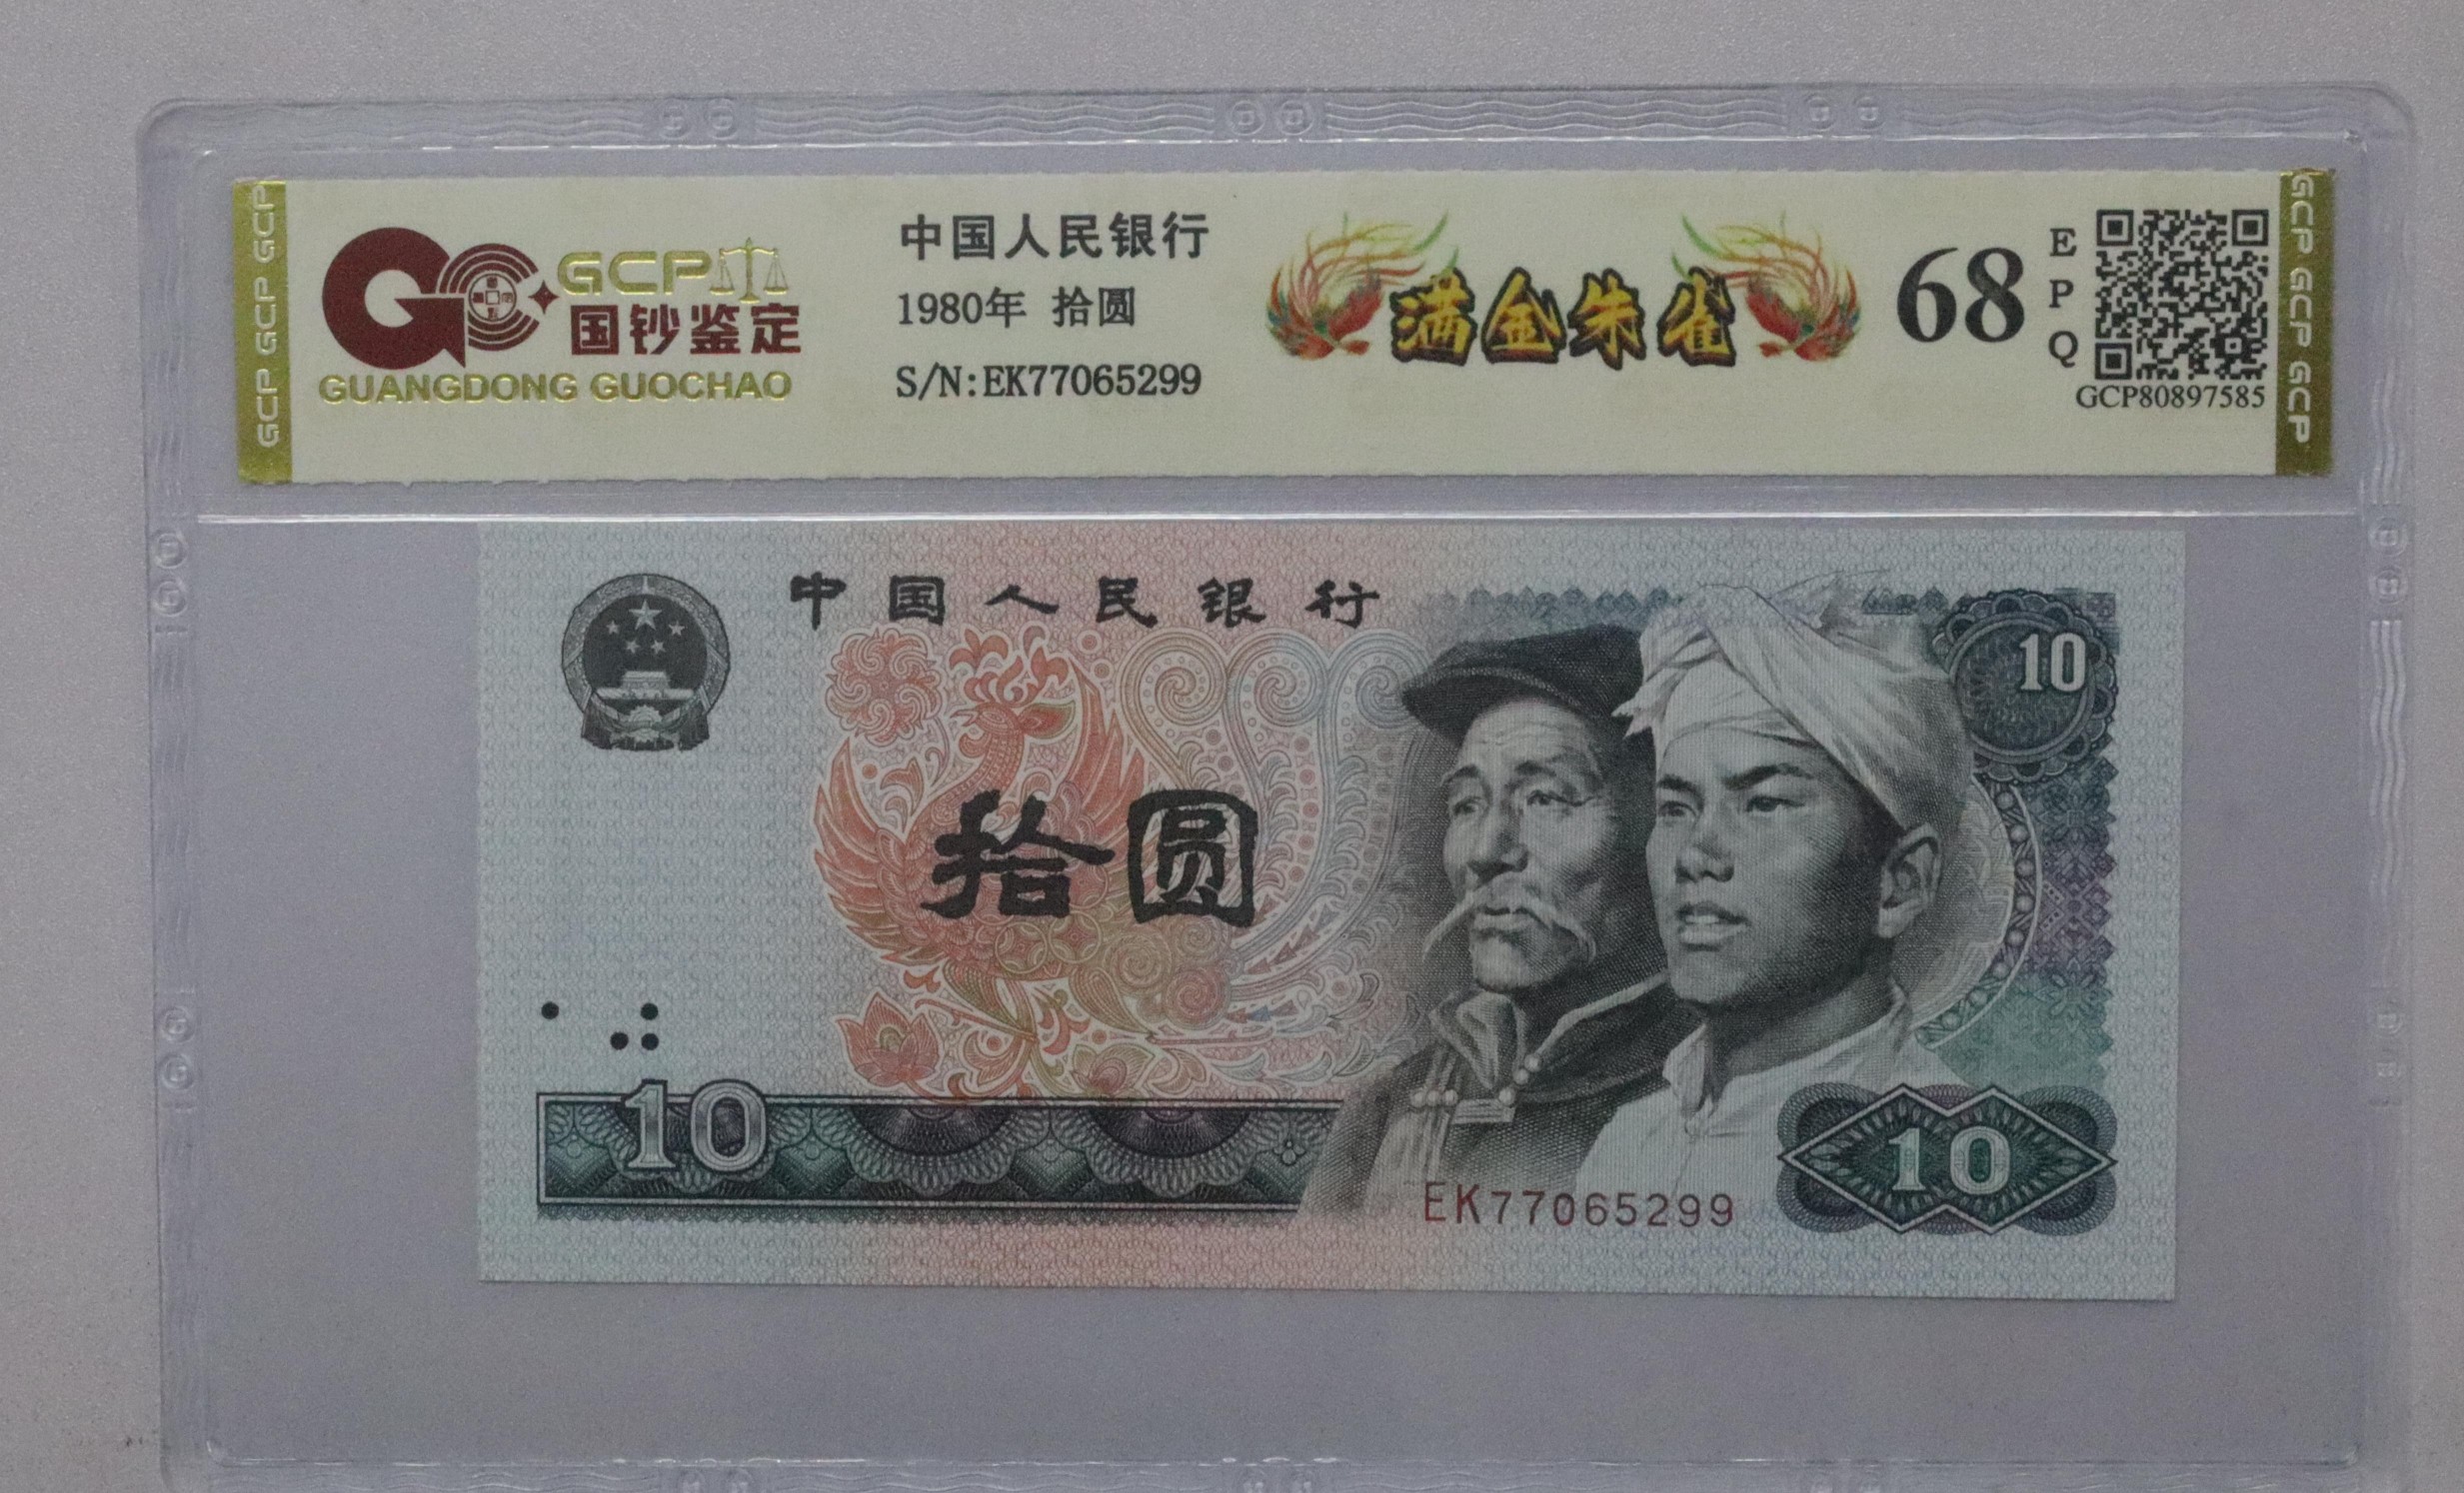 GCP GCP GCP
GCP
国钞鉴定
GUANGDONG GUOCHAO
中国人民银行
1980年 拾圆
S/N:EK77065299
满金朱雀
68
E
P
Q
GCP80897585
GCP GCP GCP
中国人民银行
10
拾圆
10
10
EK77065299